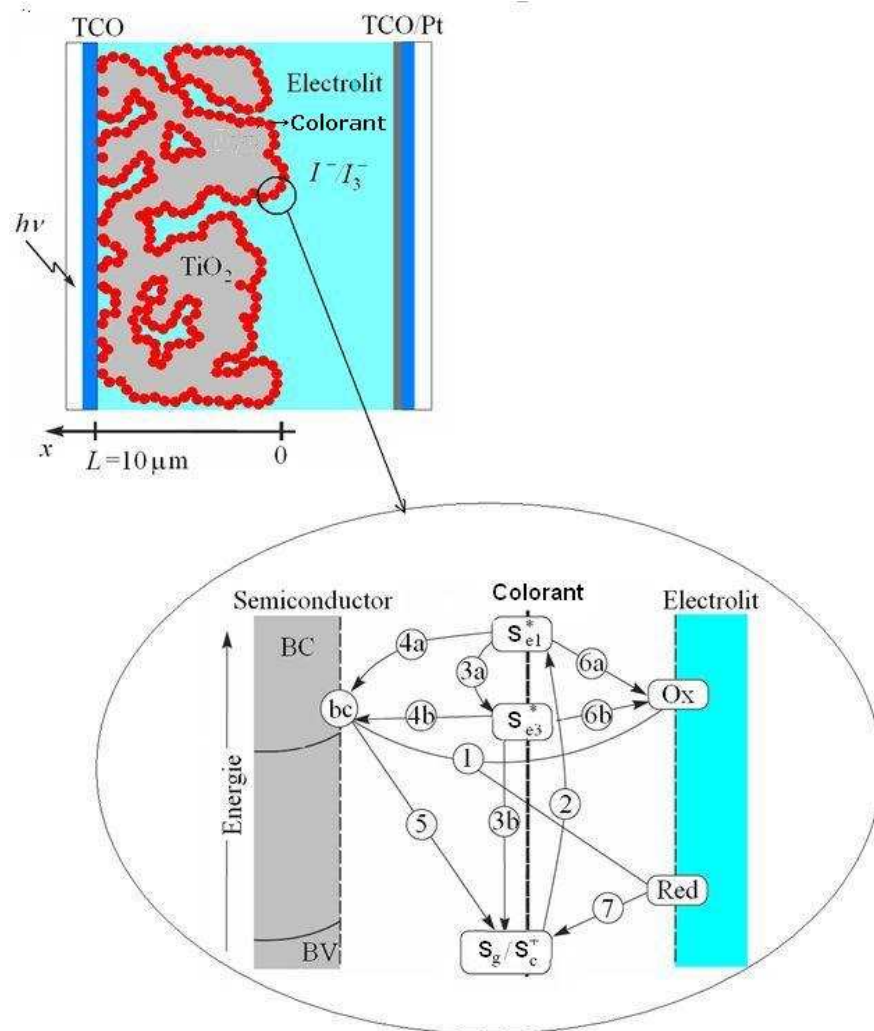 TCO
TCO/Pt
Electrolit
Colorant
I⁻/I₃⁻
hν
TiO₂
x
L=10 μm
0
Semiconductor
Colorant
Electrolit
BC
4a
S*e1
6a
3a
Ox
bc
4b
S*e3
6b
1
Energie
5
3b
2
Red
7
BV
Sg/Sc⁺